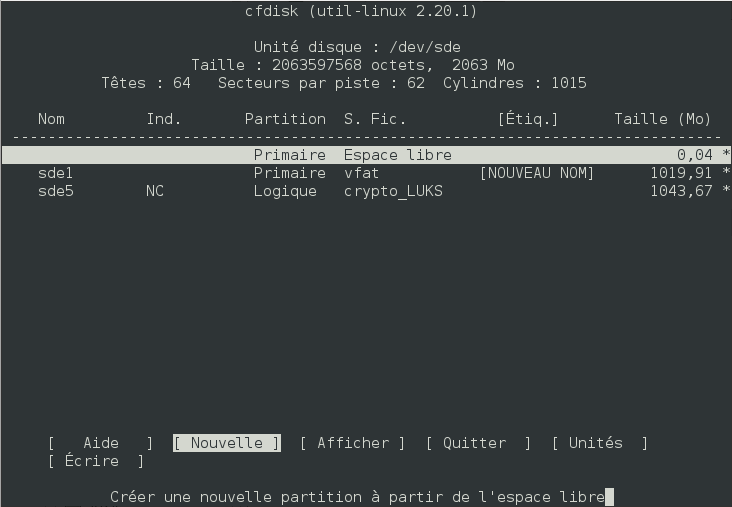 cfdisk (util-linux 2.20.1)
Unité disque : /dev/sde
Taille : 2063597568 octets, 2063 Mo
Têtes : 64 Secteurs par piste : 62 Cylindres : 1015
Nom Ind. Partition S. Fic. [Étiq.] Taille (Mo)
Primaire Espace libre 0,04 *
sde1 Primaire vfat [NOUVEAU NOM] 1019,91 *
sde5 NC Logique crypto_LUKS 1043,67 *
[ Aide ] [ Nouvelle ] [ Afficher ] [ Quitter ] [ Unités ]
[ Écrire ]
Créer une nouvelle partition à partir de l'espace libre